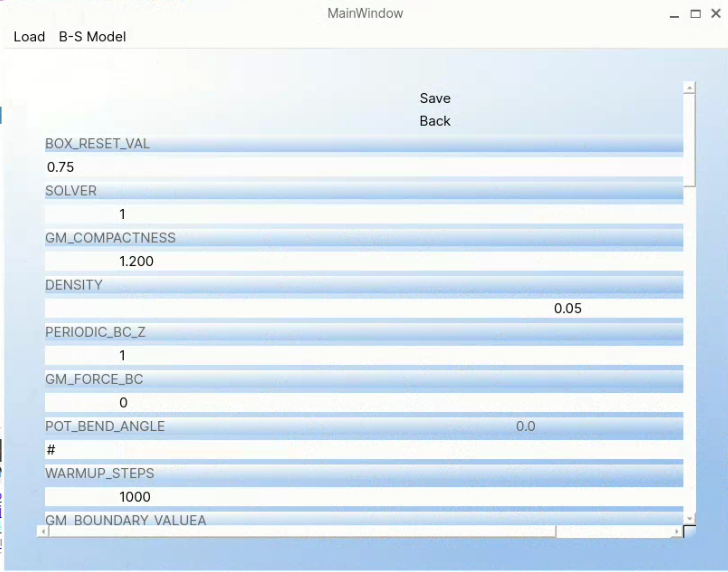 MainWindow
Load B-S Model
Save
Back
BOX_RESET_VAL
0.75
SOLVER
1
GM_COMPACTNESS
1.200
DENSITY
0.05
PERIODIC_BC_Z
1
GM_FORCE_BC
0
POT_BEND_ANGLE 0.0
#
WARMUP_STEPS
1000
GM_BOUNDARY_VALUEA